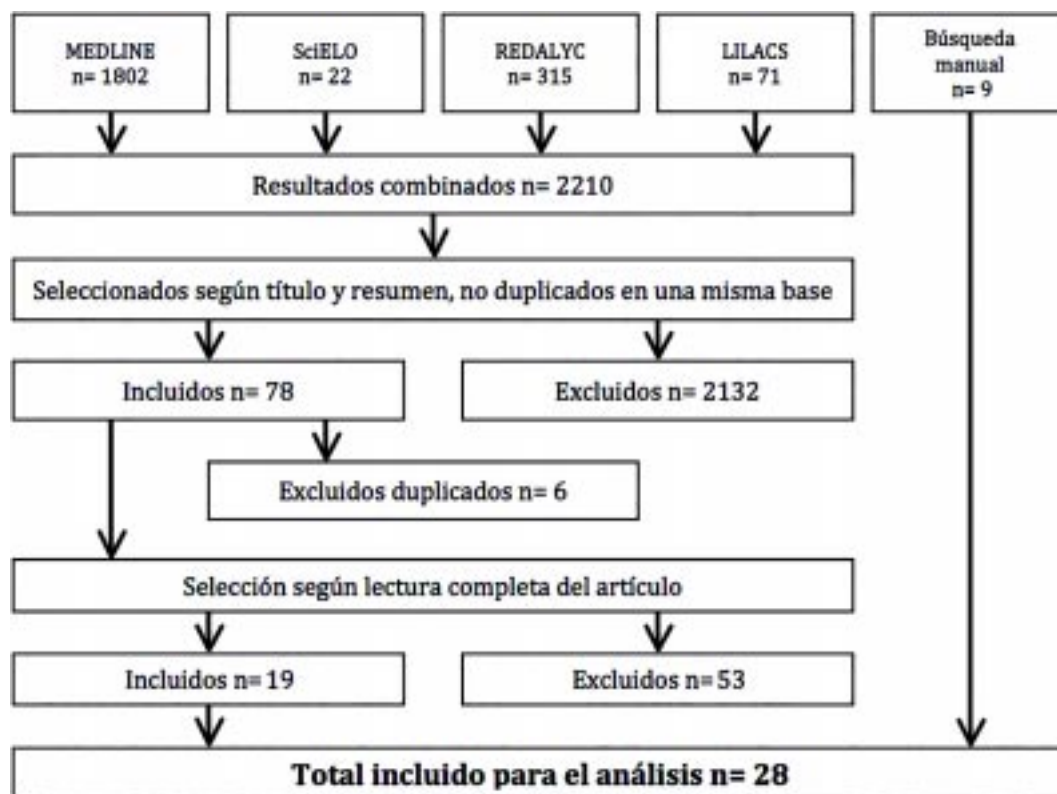 MEDLINE
n= 1802
SciELO
n= 22
REDALYC
n= 315
LILACS
n= 71
Búsqueda
manual
n= 9
Resultados combinados n= 2210
Seleccionados según título y resumen, no duplicados en una misma base
Incluidos n= 78
Excluidos n= 2132
Excluidos duplicados n= 6
Selección según lectura completa del artículo
Incluidos n= 19
Excluidos n= 53
Total incluido para el análisis n= 28